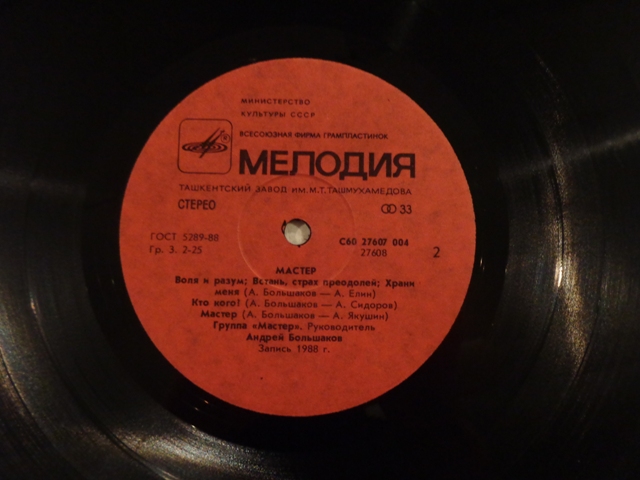 МИНИСТЕРСТВО
КУЛЬТУРЫ СССР
ВСЕСОЮЗНАЯ ФИРМА ГРАМПЛАСТИНОК
МЕЛОДИЯ
ТАШКЕНТСКИЙ ЗАВОД ИМ. М.Т. ТАШМУХАМЕДОВА
СТЕРЕО 33
ГОСТ 5289-88 С60 27607 004
Гр. 3. 2-25 27608 2
МАСТЕР
Воля и разум; Встань, страх преодолей; Храни
меня (А. Большаков — А. Елин)
Кто кого? (А. Большаков — А. Сидоров)
Мастер (А. Большаков — А. Якушин)
Группа «Мастер». Руководитель
Андрей Большаков
Запись 1988 г.